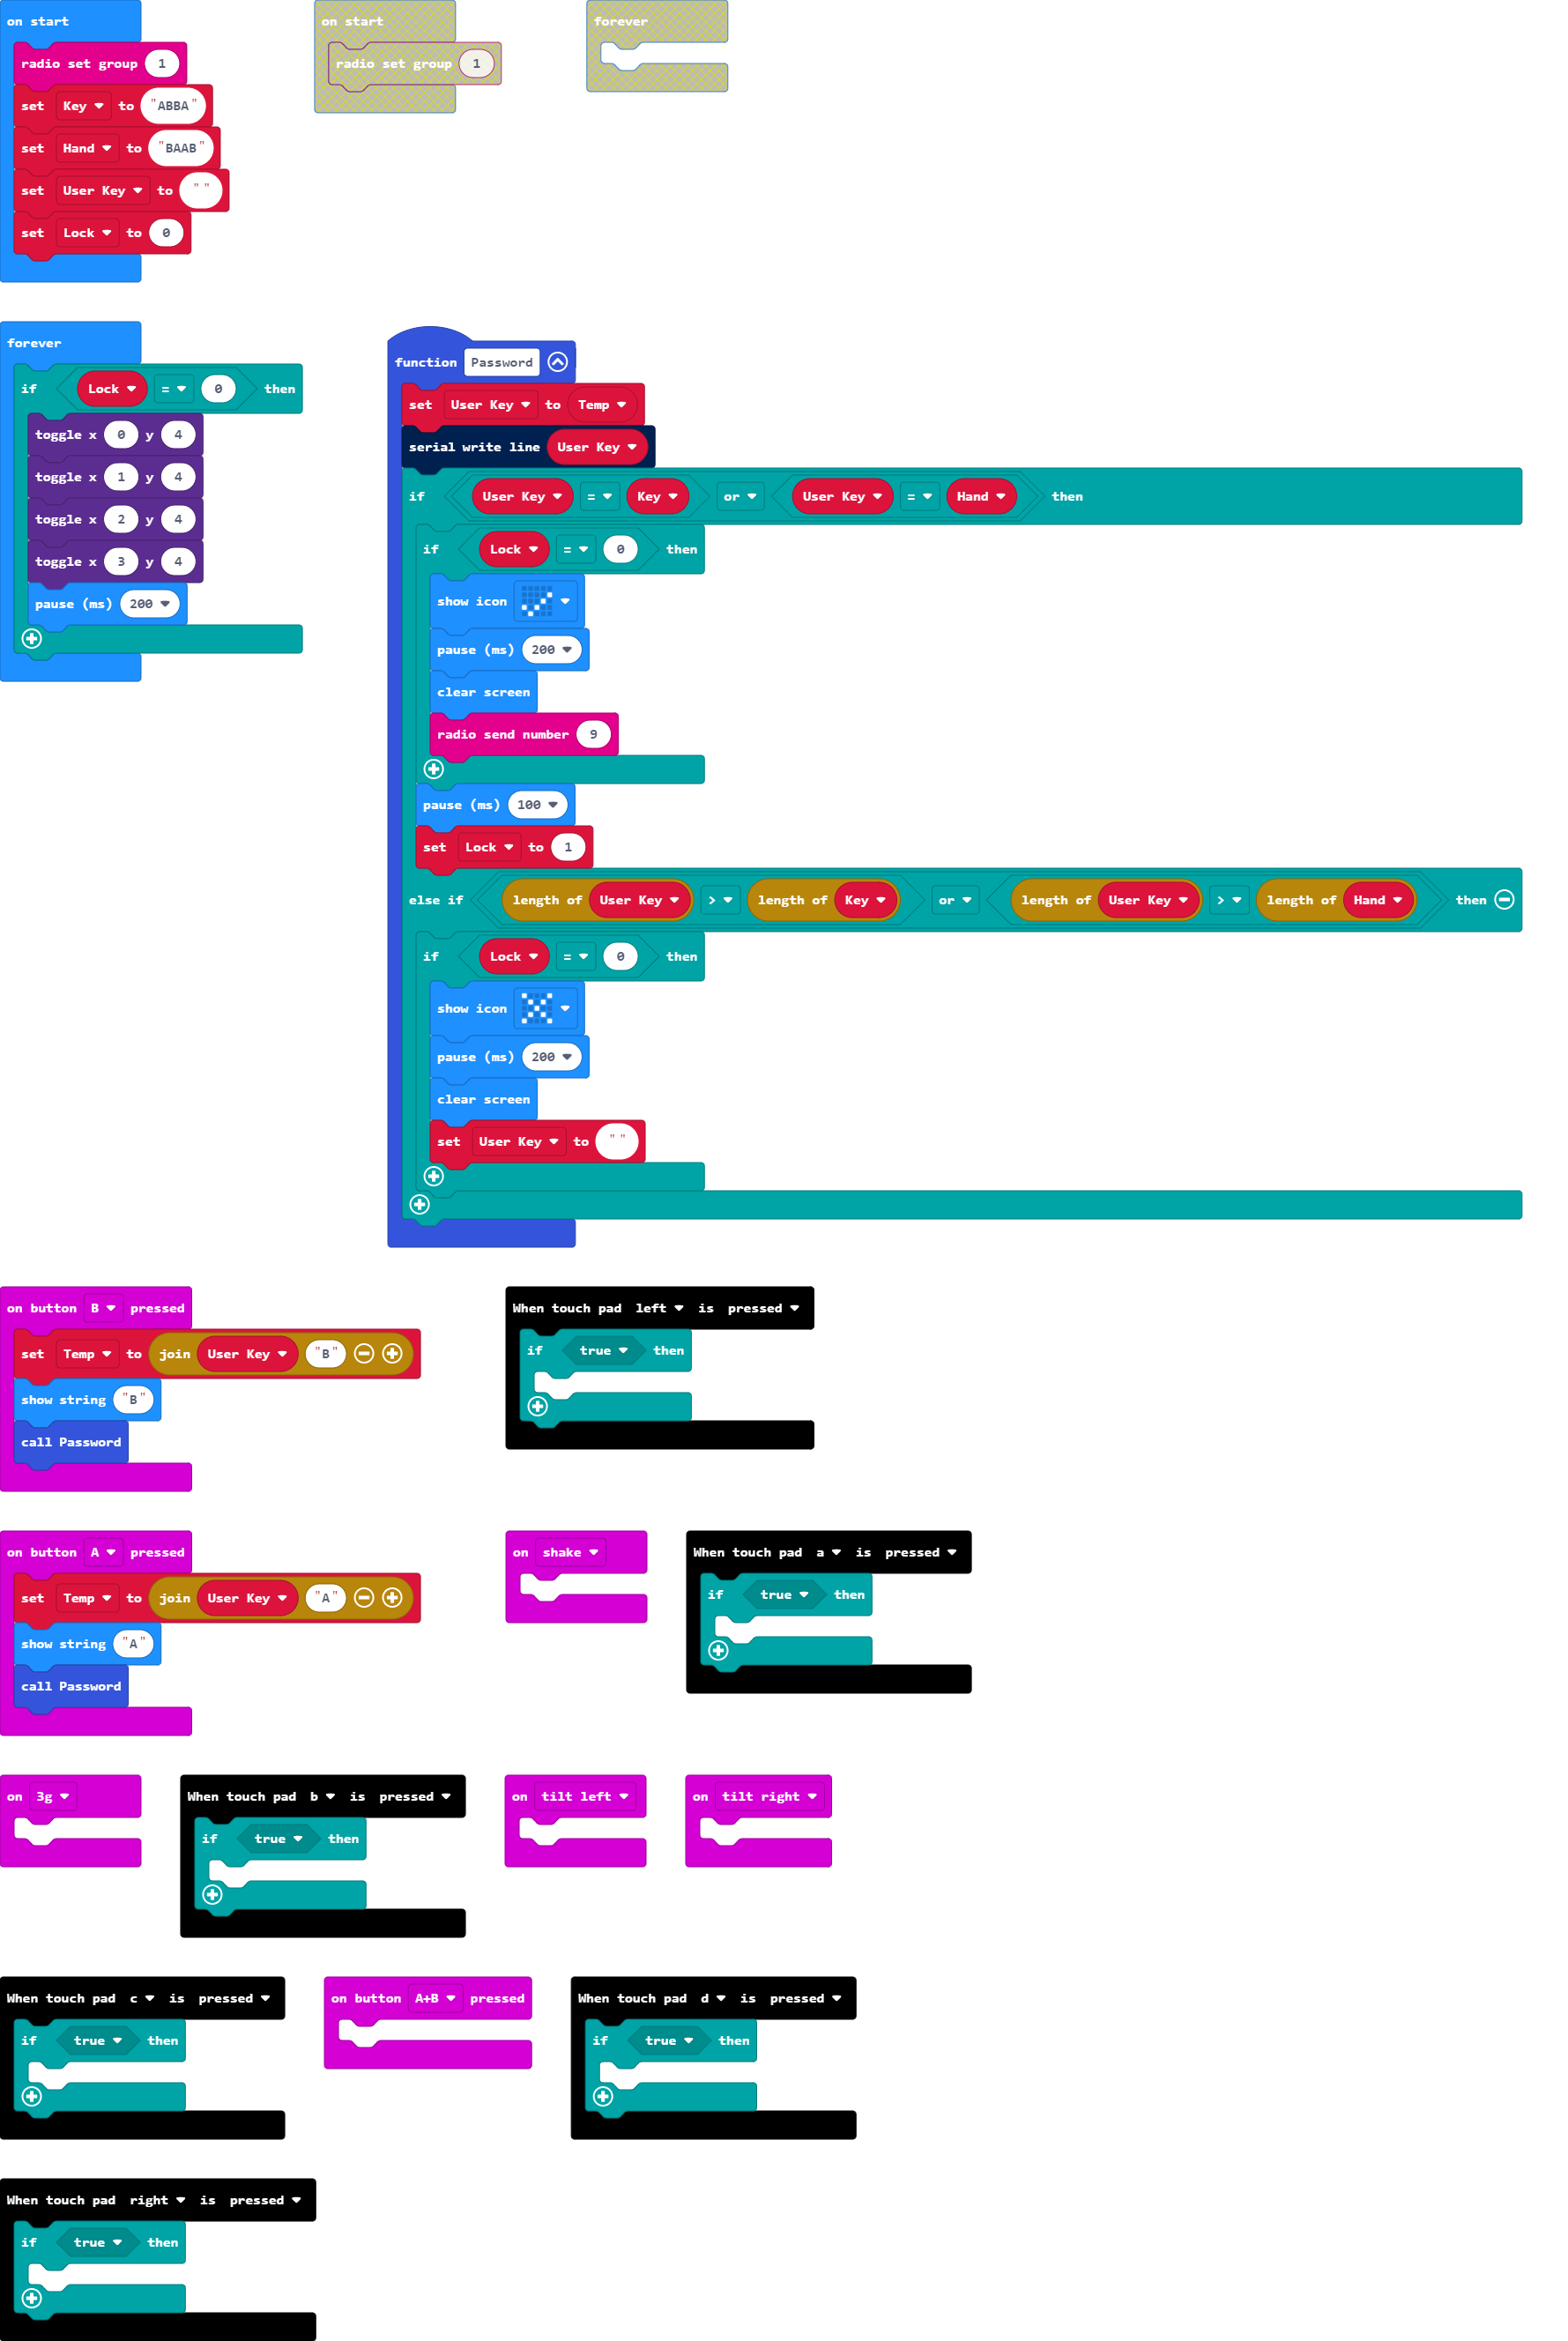 on start
radio set group 1
set Key to "ABBA"
set Hand to "BAAB"
set User Key to " "
set Lock to 0
on start
radio set group 1
forever
forever
if Lock = 0 then
toggle x 0 y 4
toggle x 1 y 4
toggle x 2 y 4
toggle x 3 y 4
pause (ms) 200
function Password
set User Key to Temp
serial write line User Key
if User Key = Key or User Key = Hand then
if Lock = 0 then
show icon
pause (ms) 200
clear screen
radio send number 9
pause (ms) 100
set Lock to 1
else if length of User Key > length of Key or length of User Key > length of Hand then
if Lock = 0 then
show icon
pause (ms) 200
clear screen
set User Key to " "
on button B pressed
set Temp to join User Key "B"
show string "B"
call Password
When touch pad left is pressed
if true then
on button A pressed
set Temp to join User Key "A"
show string "A"
call Password
on shake
When touch pad a is pressed
if true then
on 3g
When touch pad b is pressed
if true then
on tilt left
on tilt right
When touch pad c is pressed
if true then
on button A+B pressed
When touch pad d is pressed
if true then
When touch pad right is pressed
if true then